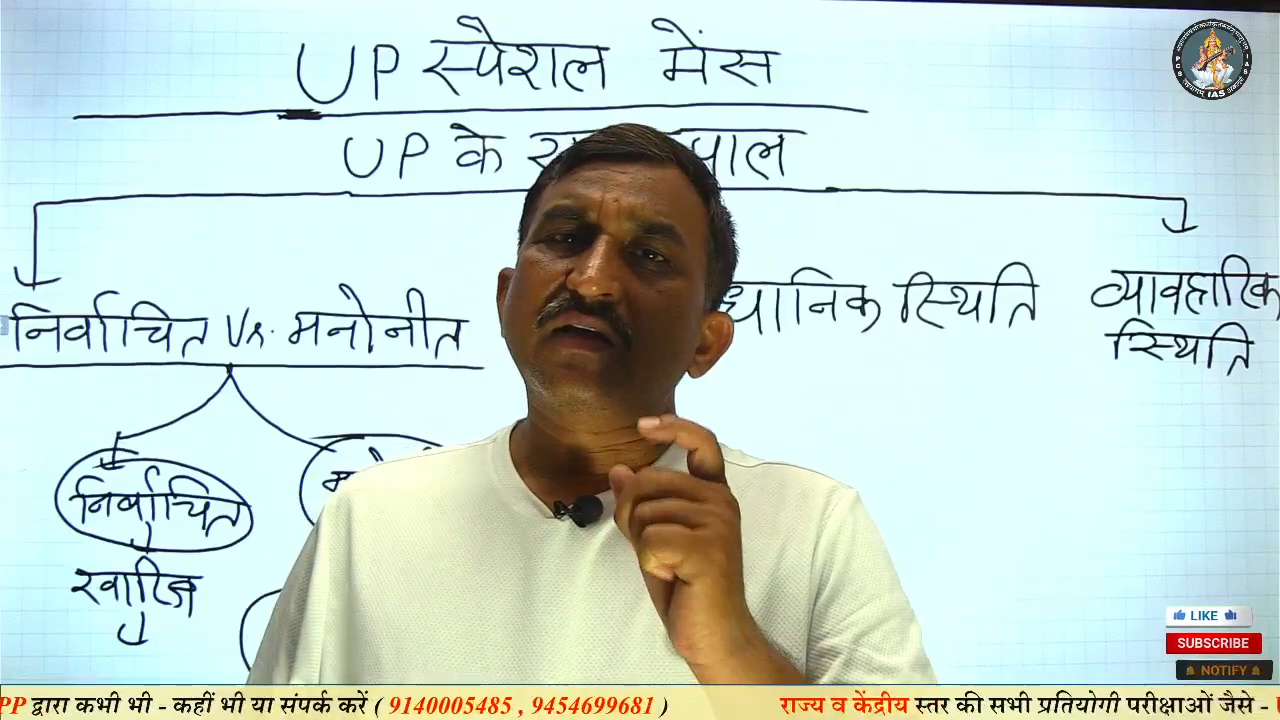 UP स्पैशल मेंस
UP के
निर्वाचित Vs. मनोनीत
धानिक स्थिति
व्यावहारिक
स्थिति
निर्वाचित
खारिज
IAS
LIKE
SUBSCRIBE
NOTIFY
PP द्वारा कभी भी - कहीं भी या संपर्क करें ( 9140005485 , 9454699681 ) राज्य व केंद्रीय स्तर की सभी प्रतियोगी परीक्षाओं जैसे -